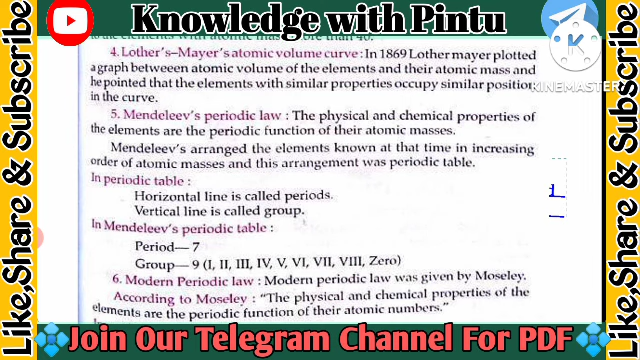 Knowledge with Pintu
KINEMASTER
Like,Share & Subscribe
Like,Share & Subscribe
4. Lother's–Mayer's atomic volume curve : In 1869 Lother mayer plotted
a graph betweeen atomic volume of the elements and their atomic mass and
he pointed that the elements with similar properties occupy similar position
in the curve.
5. Mendeleev's periodic law : The physical and chemical properties of
the elements are the periodic function of their atomic masses.
Mendeleev's arranged the elements known at that time in increasing
order of atomic masses and this arrangement was periodic table.
In periodic table :
Horizontal line is called periods.
Vertical line is called group.
In Mendeleev's periodic table :
Period— 7
Group— 9 (I, II, III, IV, V, VI, VII, VIII, Zero)
6. Modern Periodic law : Modern periodic law was given by Moseley.
According to Moseley : "The physical and chemical properties of the
elements are the periodic function of their atomic numbers."
Join Our Telegram Channel For PDF